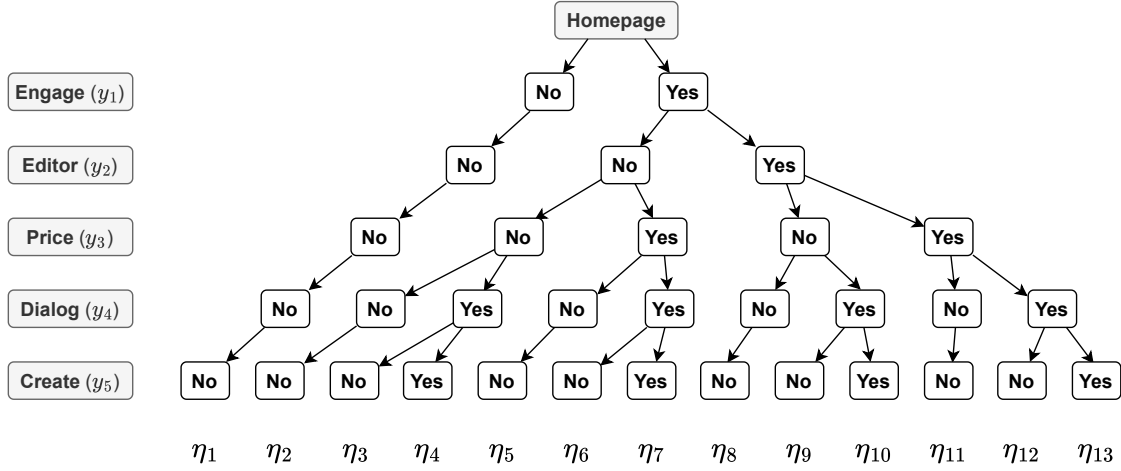 Homepage
Engage (y₁) No Yes
Editor (y₂) No No Yes
Price (y₃) No No Yes No Yes
Dialog (y₄) No No Yes No Yes No Yes No Yes
Create (y₅) No No No Yes No No Yes No No Yes No No Yes
η₁ η₂ η₃ η₄ η₅ η₆ η₇ η₈ η₉ η₁₀ η₁₁ η₁₂ η₁₃